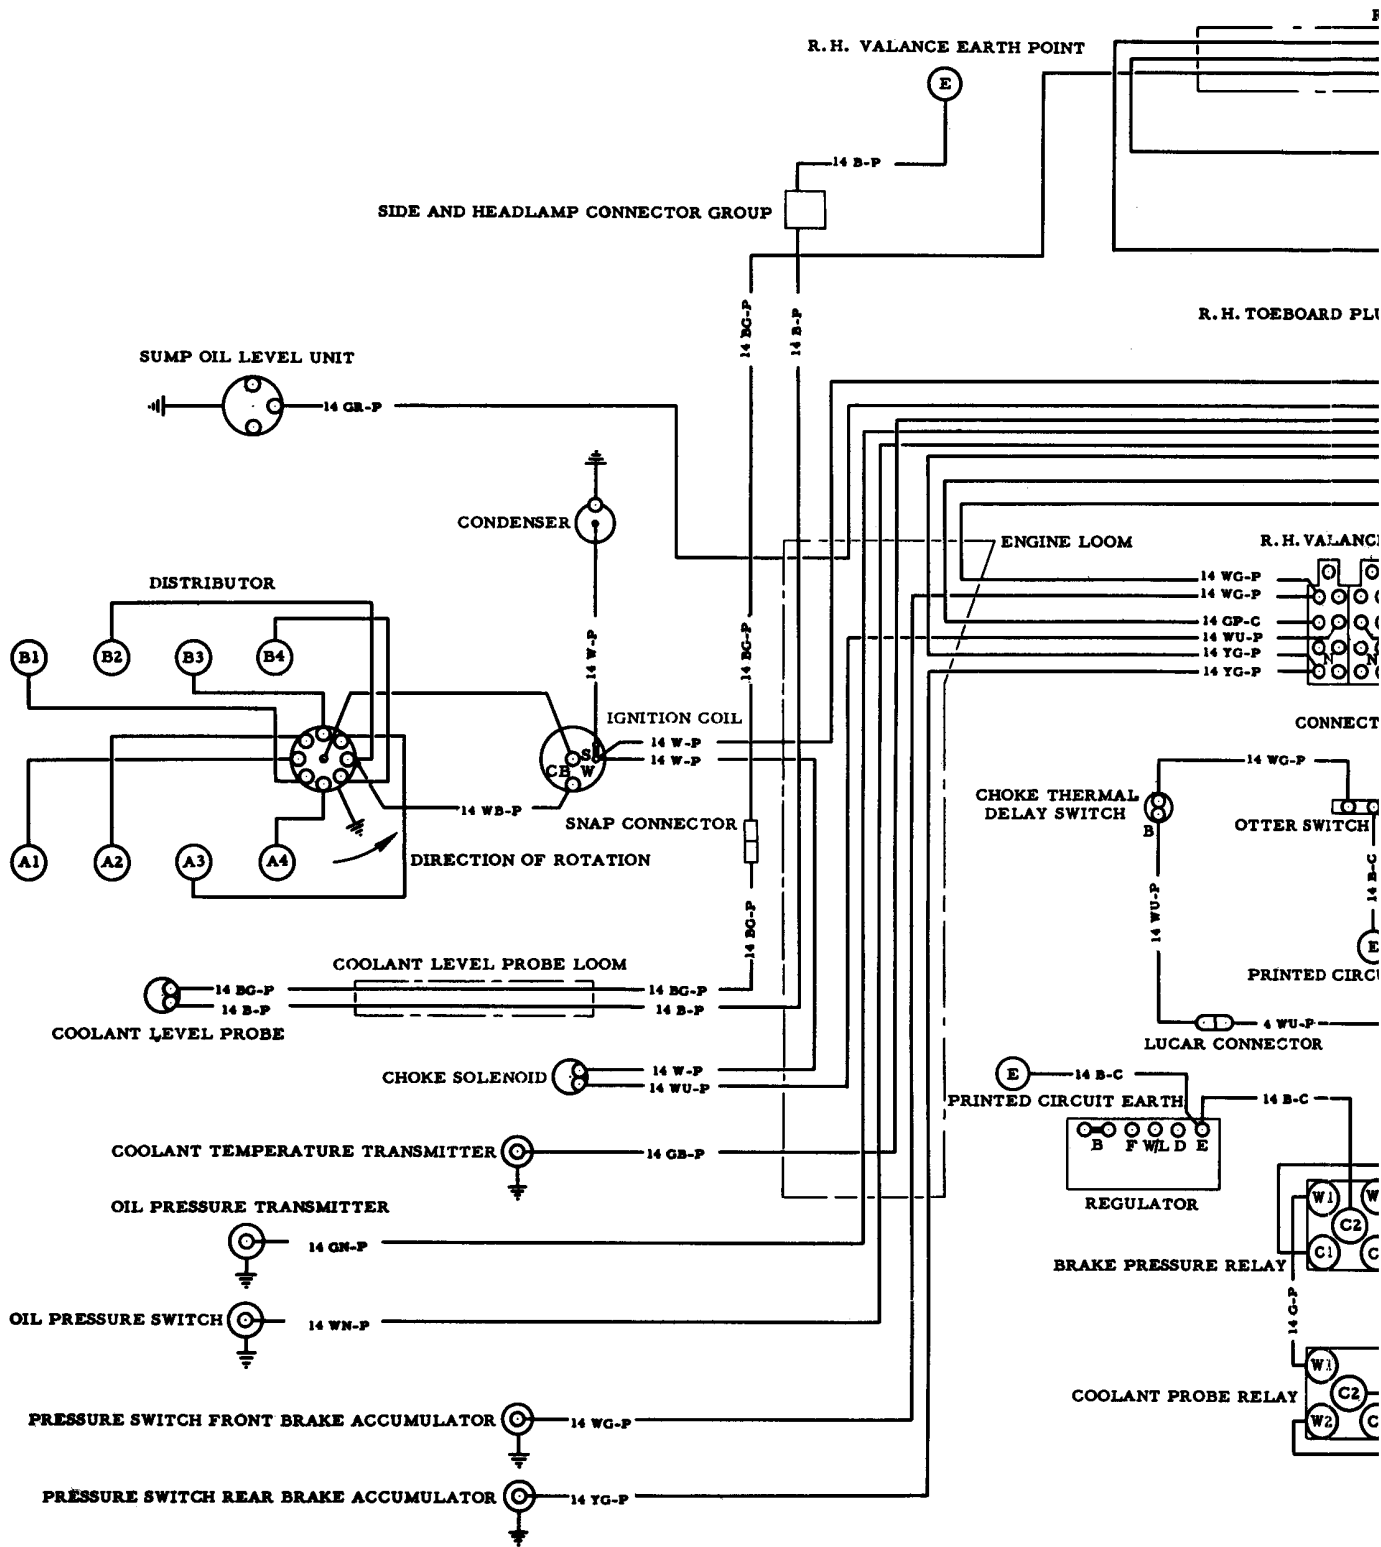 R
R.H. VALANCE EARTH POINT
E
14 B-P
SIDE AND HEADLAMP CONNECTOR GROUP
14 BG-P
14 B-P
R.H. TOEBOARD PLU
SUMP OIL LEVEL UNIT
14 GR-P
CONDENSER
ENGINE LOOM
R.H. VALANCE
14 WG-P
14 WG-P
14 GP-C
14 WU-P
14 YG-P
14 YG-P
N
N
DISTRIBUTOR
B1
B2
B3
B4
14 W-P
14 BG-P
IGNITION COIL
14 W-P
14 W-P
S
CB
W
14 WB-P
SNAP CONNECTOR
A1
A2
A3
A4
DIRECTION OF ROTATION
CONNECT
14 WG-P
CHOKE THERMAL
DELAY SWITCH
B
OTTER SWITCH
14 B-C
14 WU-P
E
PRINTED CIRCU
14 BG-P
COOLANT LEVEL PROBE LOOM
14 BG-P
14 BG-P
14 B-P
14 B-P
COOLANT LEVEL PROBE
4 WU-P
LUCAR CONNECTOR
CHOKE SOLENOID
14 W-P
14 WU-P
E
14 B-C
PRINTED CIRCUIT EARTH
14 B-C
B F W/L D E
REGULATOR
COOLANT TEMPERATURE TRANSMITTER
14 GB-P
OIL PRESSURE TRANSMITTER
14 GN-P
W1
W
C2
C1
C
BRAKE PRESSURE RELAY
14 G-P
OIL PRESSURE SWITCH
14 WN-P
W1
C2
COOLANT PROBE RELAY
W2
C
PRESSURE SWITCH FRONT BRAKE ACCUMULATOR
14 WG-P
PRESSURE SWITCH REAR BRAKE ACCUMULATOR
14 YG-P